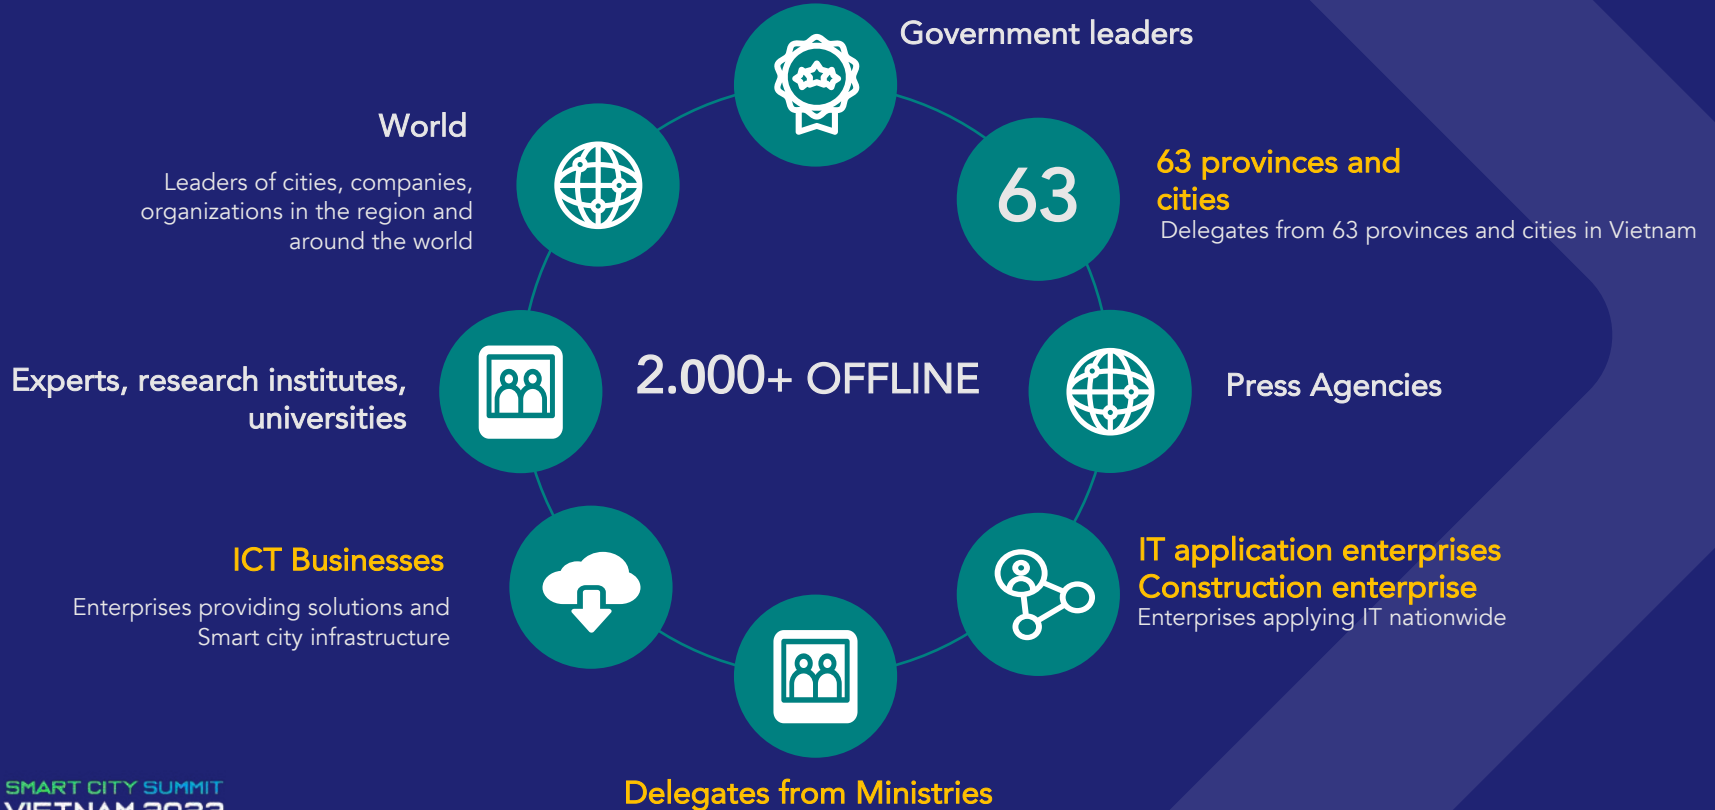 Government leaders
World
Leaders of cities, companies,
organizations in the region and
around the world
63
63 provinces and
cities
Delegates from 63 provinces and cities in Vietnam
Experts, research institutes,
universities
2.000+ OFFLINE
Press Agencies
ICT Businesses
Enterprises providing solutions and
Smart city infrastructure
IT application enterprises
Construction enterprise
Enterprises applying IT nationwide
Delegates from Ministries
SMART CITY SUMMIT
VIETNAM